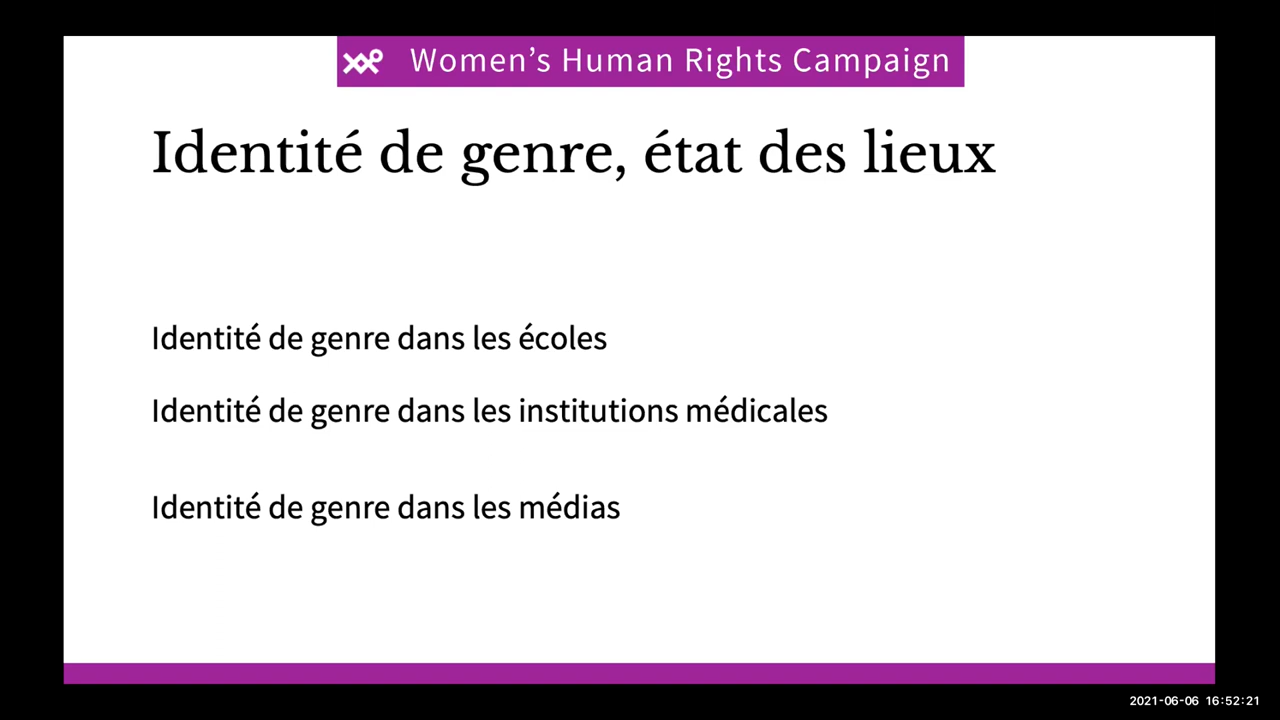 Women’s Human Rights Campaign
Identité de genre, état des lieux
Identité de genre dans les écoles
Identité de genre dans les institutions médicales
Identité de genre dans les médias
2021-06-06 16:52:21